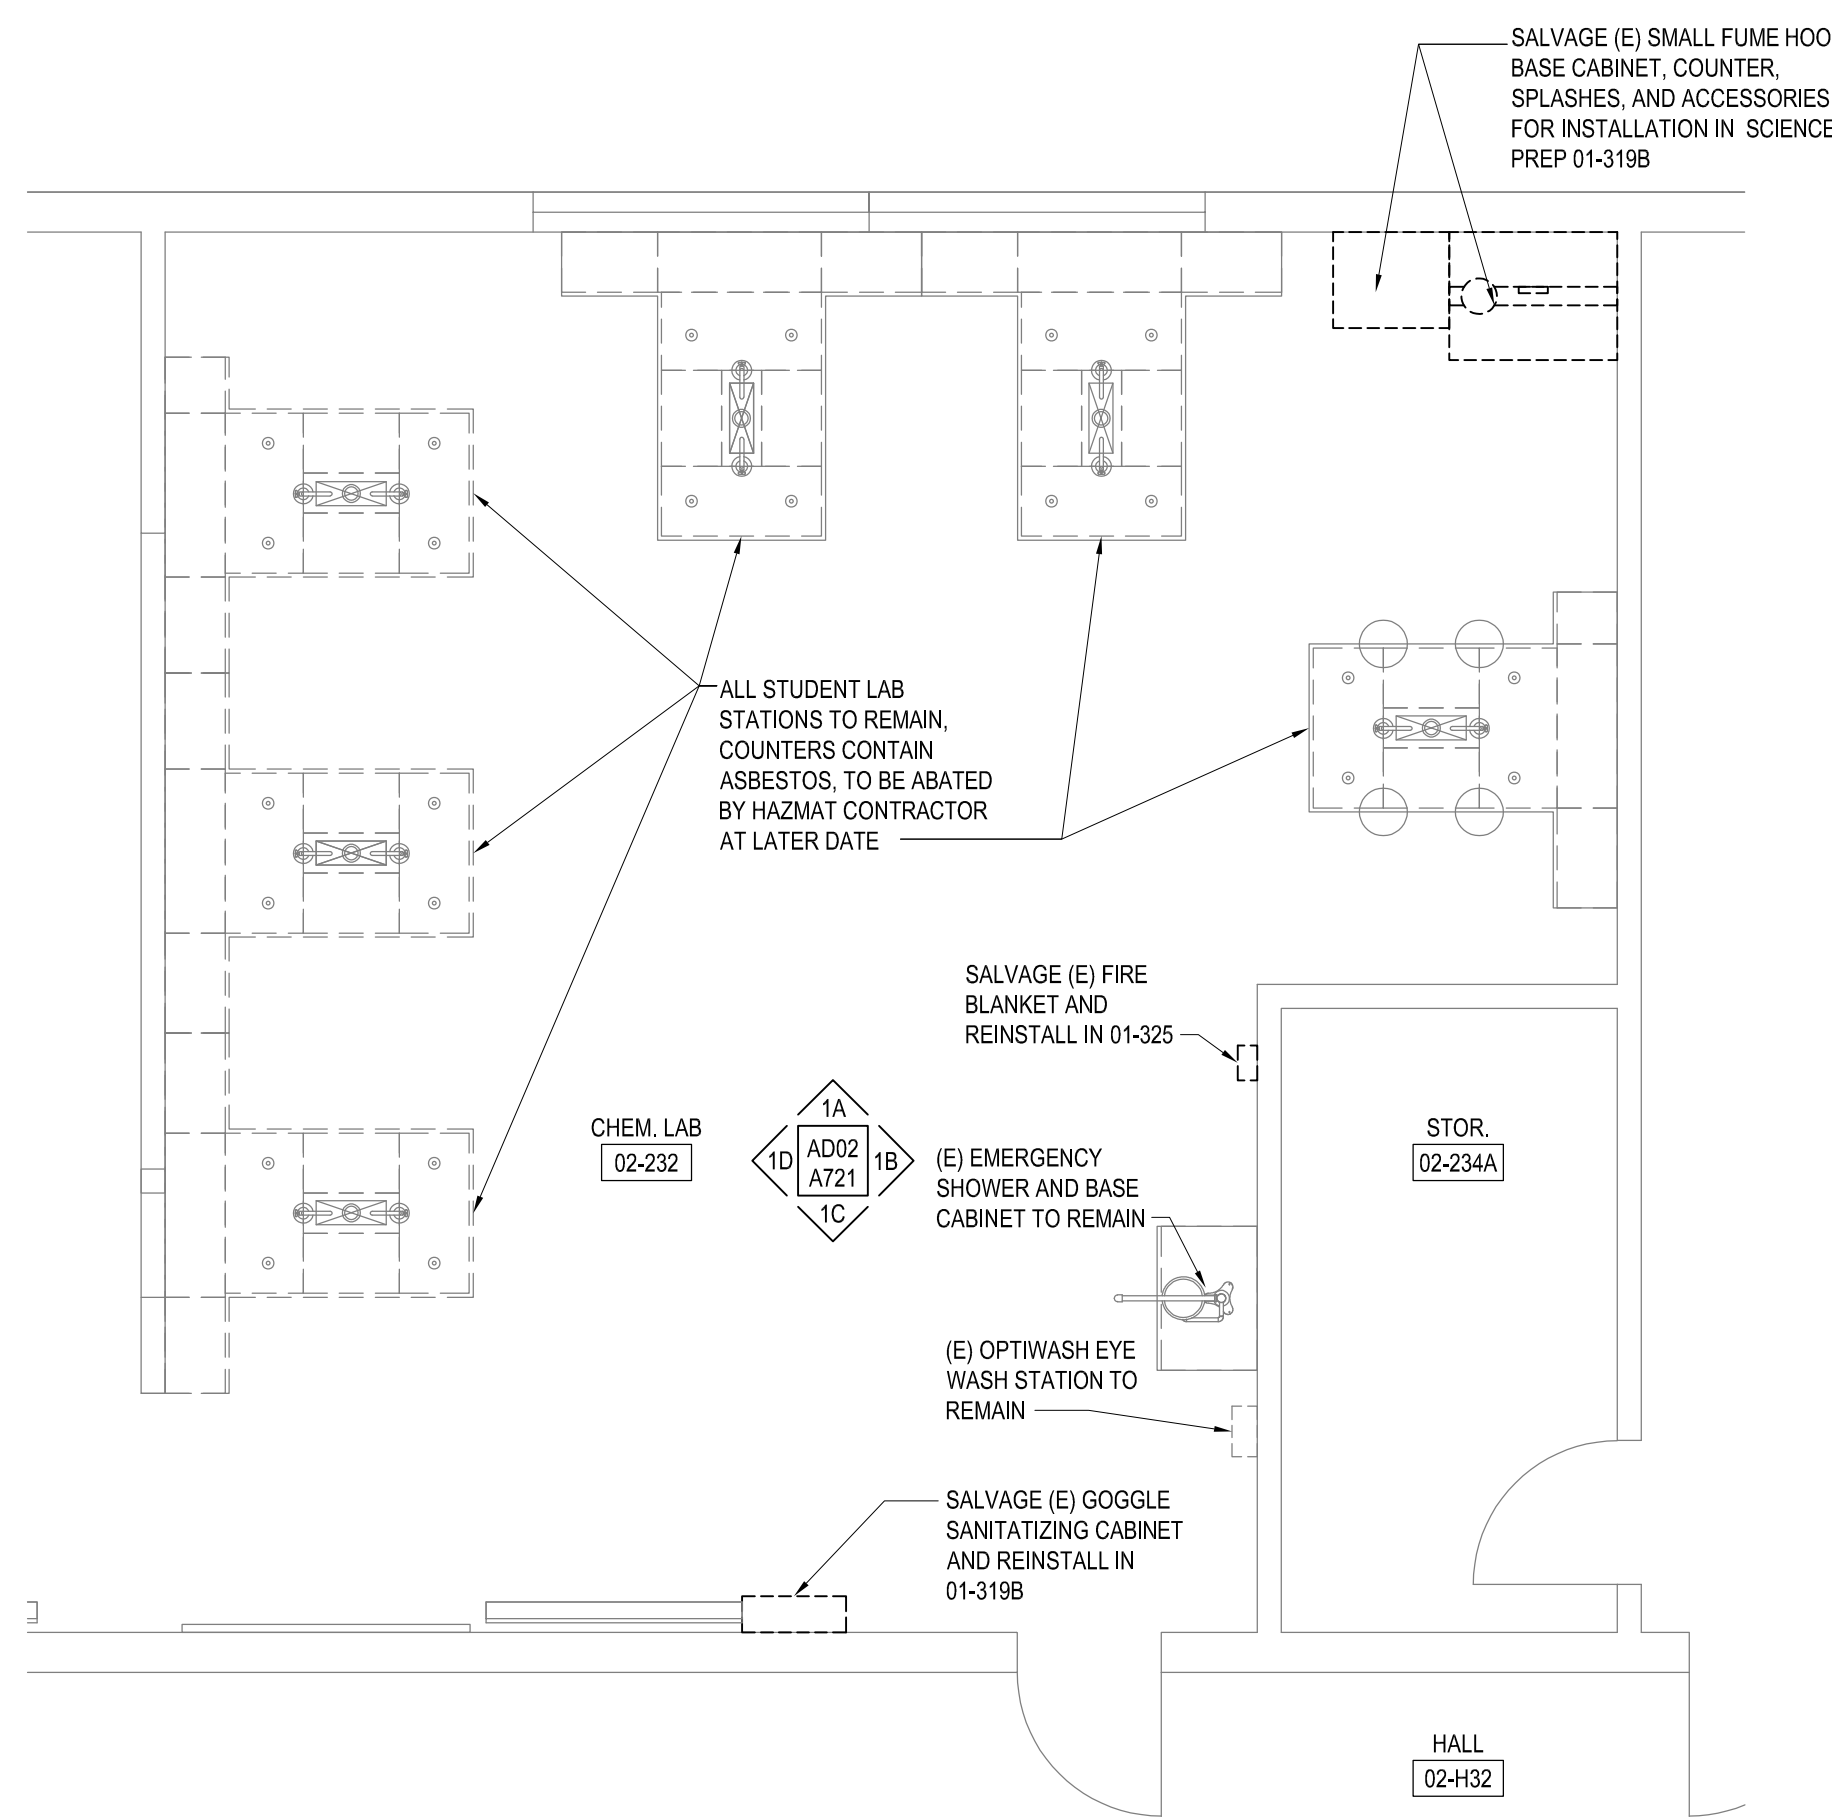 SALVAGE (E) SMALL FUME HOO
BASE CABINET, COUNTER,
SPLASHES, AND ACCESSORIES
FOR INSTALLATION IN SCIENCE
PREP 01-319B
ALL STUDENT LAB
STATIONS TO REMAIN,
COUNTERS CONTAIN
ASBESTOS, TO BE ABATED
BY HAZMAT CONTRACTOR
AT LATER DATE
SALVAGE (E) FIRE
BLANKET AND
REINSTALL IN 01-325
CHEM. LAB
02-232
1A
1D
AD02
A721
1B
1C
(E) EMERGENCY
SHOWER AND BASE
CABINET TO REMAIN
STOR.
02-234A
(E) OPTIWASH EYE
WASH STATION TO
REMAIN
SALVAGE (E) GOGGLE
SANITATIZING CABINET
AND REINSTALL IN
01-319B
HALL
02-H32